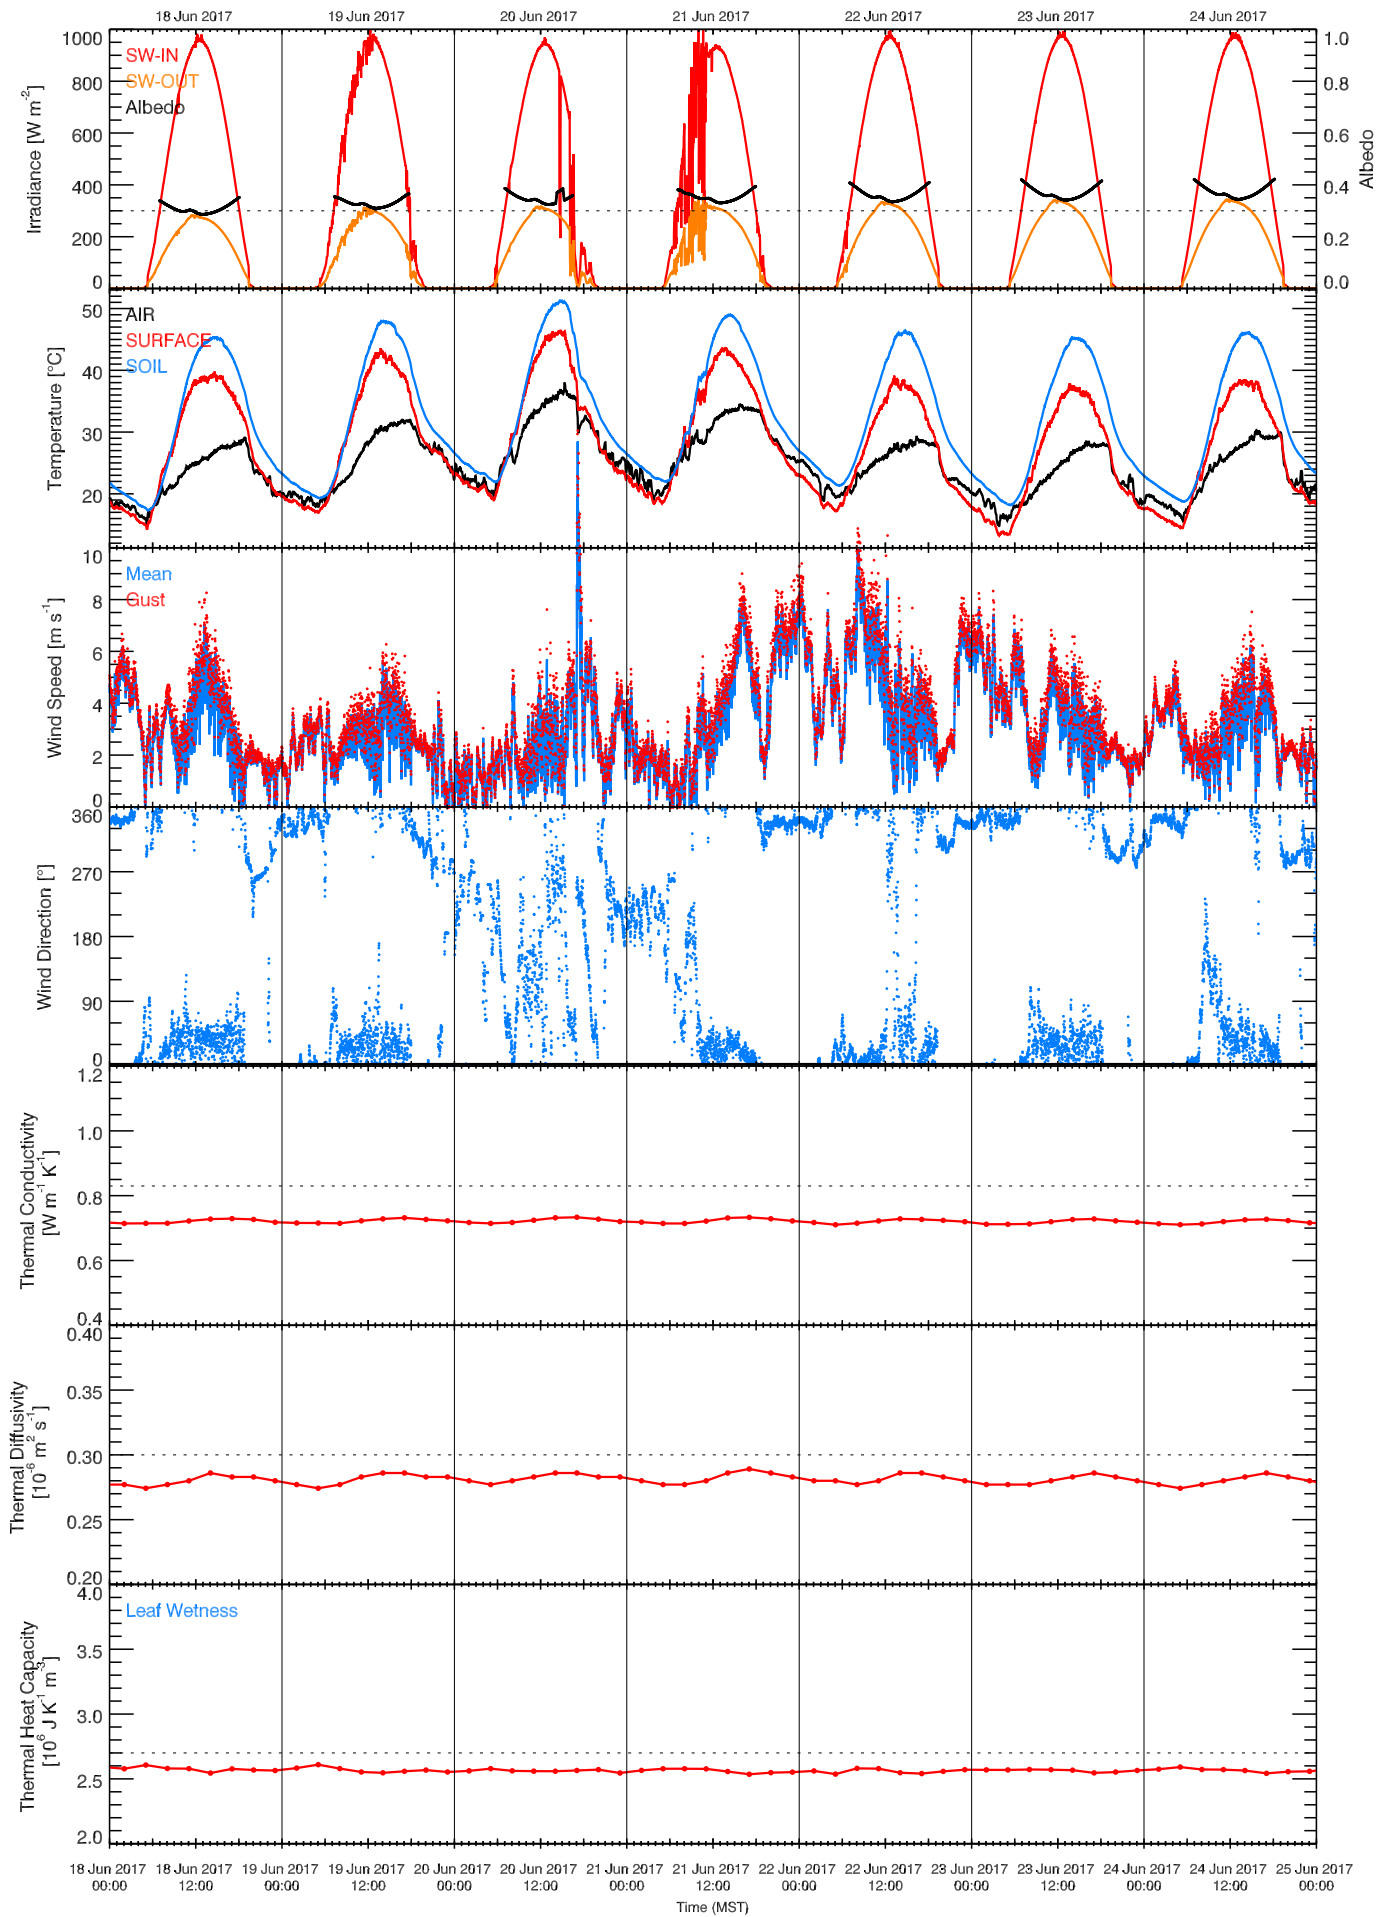 18 Jun 2017 19 Jun 2017 20 Jun 2017 21 Jun 2017 22 Jun 2017 23 Jun 2017 24 Jun 2017
Irradiance [W m-2]
1000
800
600
400
200
0
SW-IN
SW-OUT
Albedo
1.0
0.8
0.6
0.4
0.2
0.0
Albedo
Temperature [°C]
50
40
30
20
AIR
SURFACE
SOIL
Wind Speed [m s-1]
10
8
6
4
2
0
Mean
Gust
Wind Direction [°]
360
270
180
90
0
Thermal Conductivity
[W m-1 K-1]
1.2
1.0
0.8
0.6
0.4
Thermal Diffusivity
[10-6 m2 s-1]
0.40
0.35
0.30
0.25
0.20
Thermal Heat Capacity
[106 J K-1 m-3]
4.0
3.5
3.0
2.5
2.0
Leaf Wetness
18 Jun 2017 18 Jun 2017 19 Jun 2017 19 Jun 2017 20 Jun 2017 20 Jun 2017 21 Jun 2017 21 Jun 2017 22 Jun 2017 22 Jun 2017 23 Jun 2017 23 Jun 2017 24 Jun 2017 24 Jun 2017 25 Jun 2017
00:00 12:00 00:00 12:00 00:00 12:00 00:00 12:00 00:00 12:00 00:00 12:00 00:00 12:00 00:00
Time (MST)